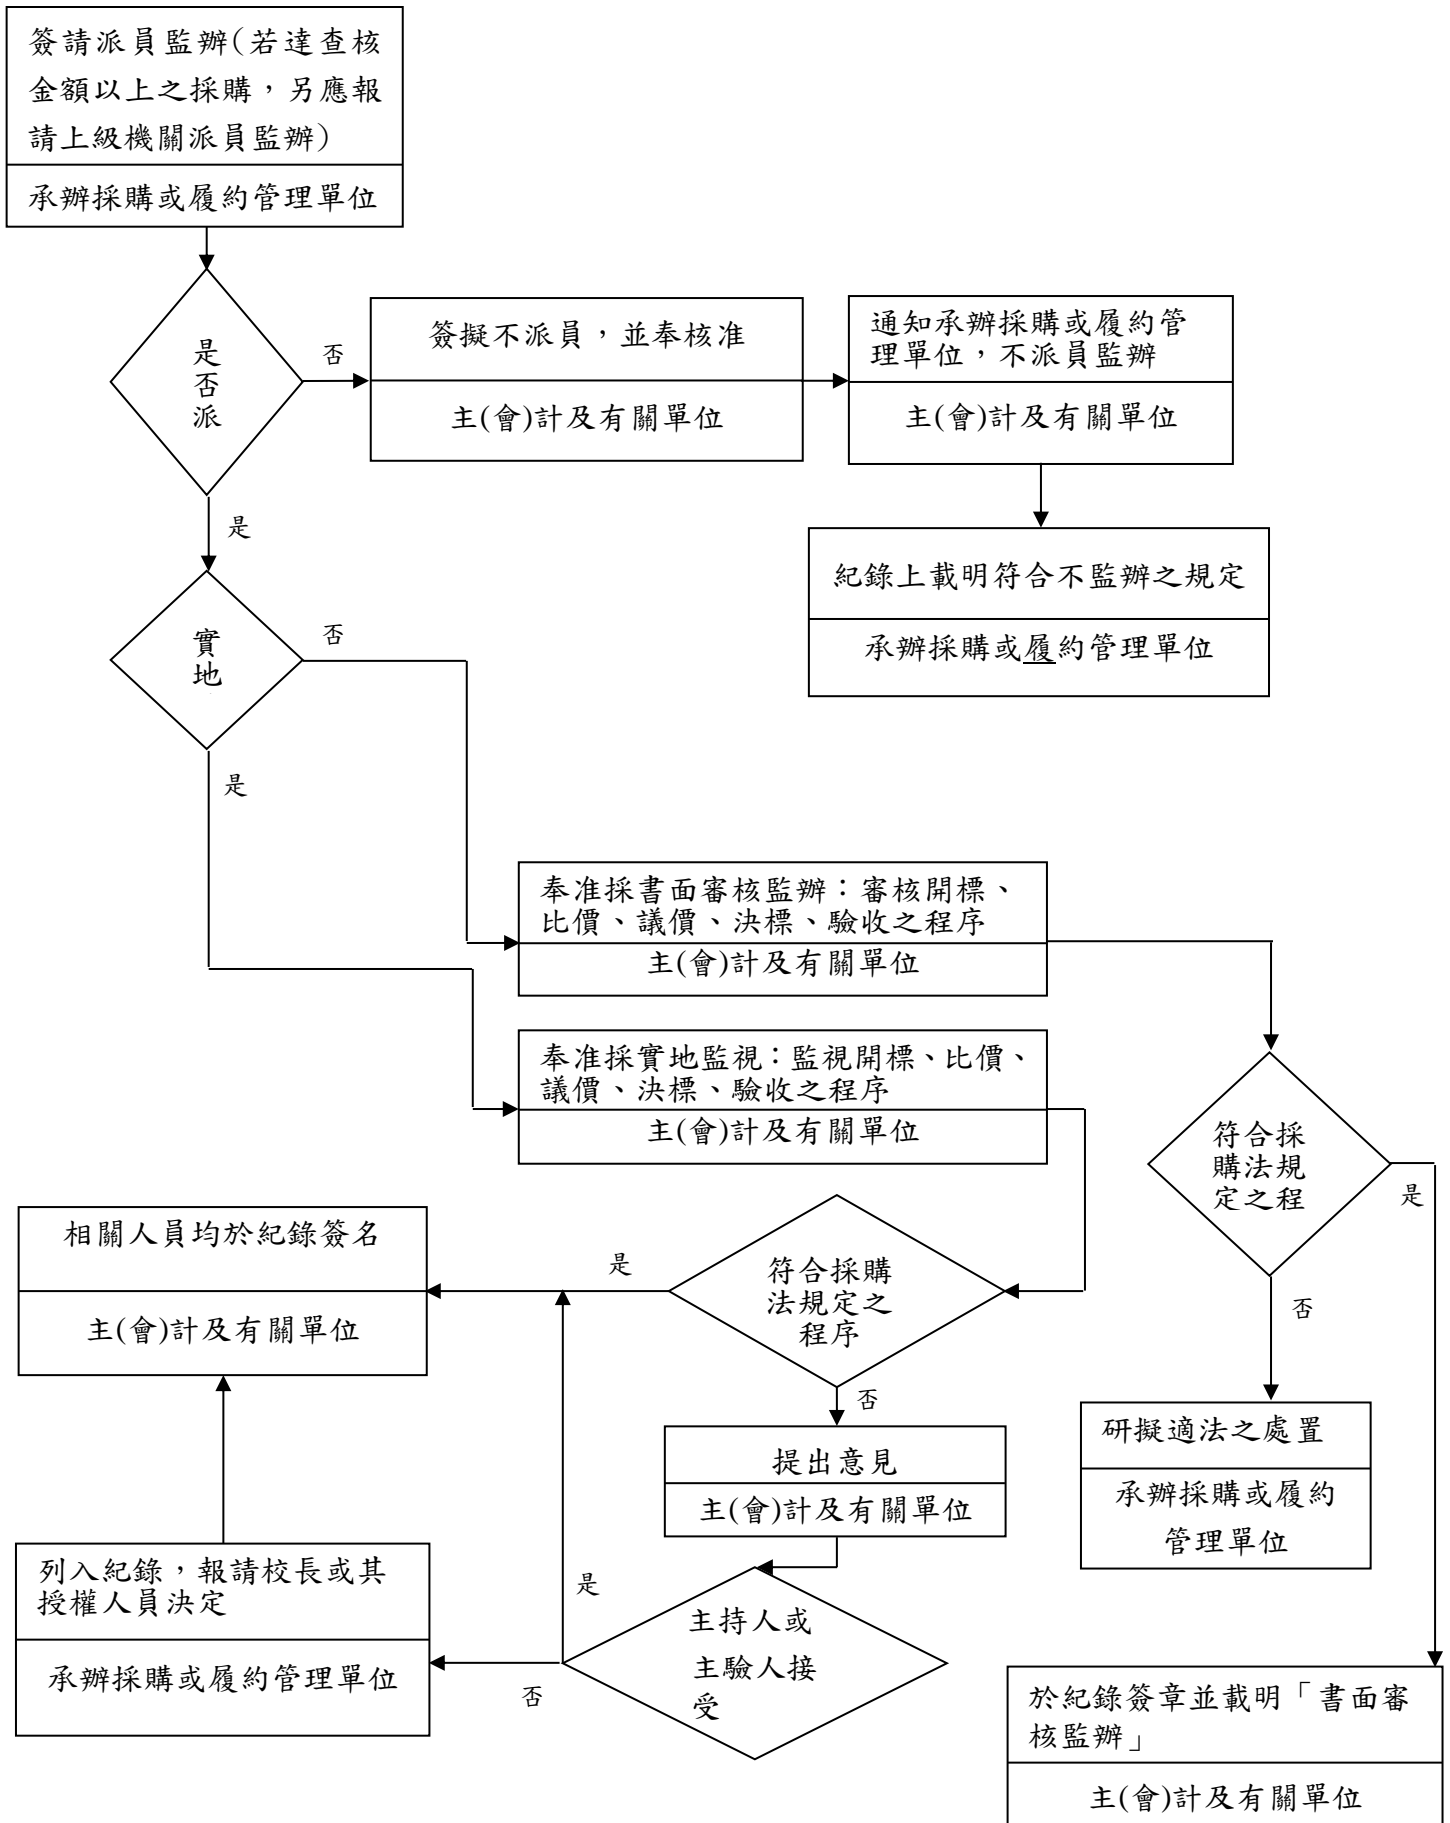 簽請派員監辦(若達查核
金額以上之採購，另應報
請上級機關派員監辦)
承辦採購或履約管理單位
是
否
派
否
簽擬不派員，並奉核准
主(會)計及有關單位
通知承辦採購或履約管
理單位，不派員監辦
主(會)計及有關單位
是
紀錄上載明符合不監辦之規定
承辦採購或履約管理單位
實
地
否
是
奉准採書面審核監辦：審核開標、
比價、議價、決標、驗收之程序
主(會)計及有關單位
奉准採實地監視：監視開標、比價、
議價、決標、驗收之程序
主(會)計及有關單位
符合採
購法規
定之程
是
否
相關人員均於紀錄簽名
主(會)計及有關單位
是
符合採購
法規定之
程序
否
研擬適法之處置
承辦採購或履約
管理單位
提出意見
主(會)計及有關單位
列入紀錄，報請校長或其
授權人員決定
承辦採購或履約管理單位
是
否
主持人或
主驗人接
受
於紀錄簽章並載明「書面審
核監辦」
主(會)計及有關單位